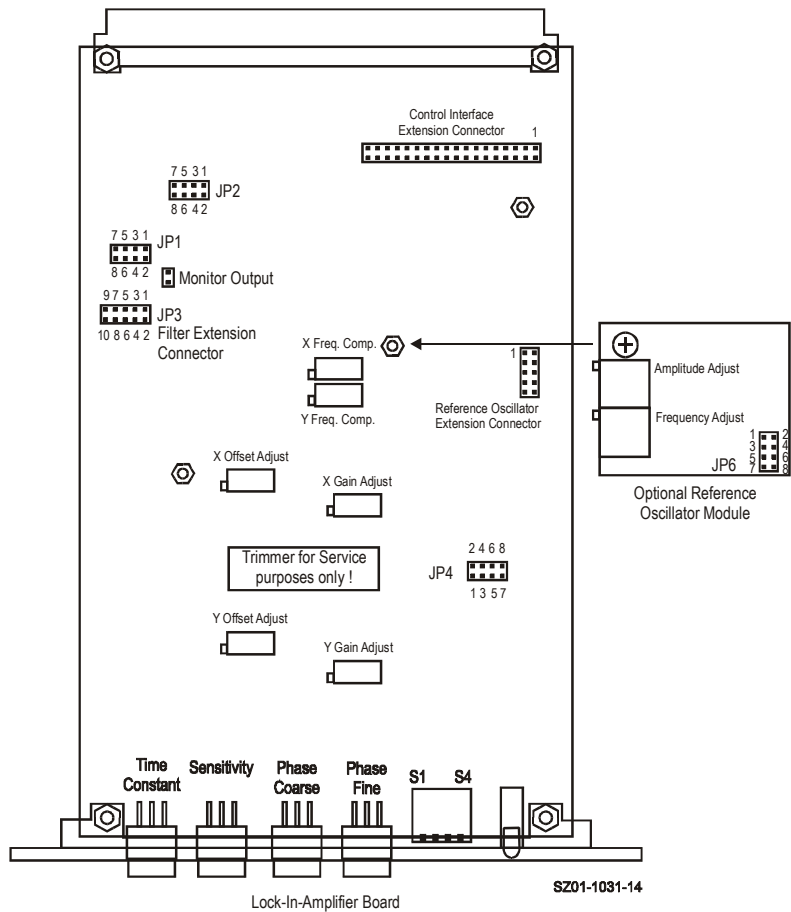 Control Interface
Extension Connector
1
7 5 3 1
JP2
8 6 4 2
7 5 3 1
JP1
8 6 4 2
Monitor Output
9 7 5 3 1
JP3
10 8 6 4 2
Filter Extension
Connector
X Freq. Comp.
Y Freq. Comp.
1
Reference Oscillator
Extension Connector
Amplitude Adjust
Frequency Adjust
1 2
3 4
5 6
7 8
JP6
Optional Reference
Oscillator Module
X Offset Adjust
X Gain Adjust
Trimmer for Service
purposes only !
2 4 6 8
JP4
1 3 5 7
Y Offset Adjust
Y Gain Adjust
Time
Constant
Sensitivity
Phase
Coarse
Phase
Fine
S1 S4
SZ01-1031-14
Lock-In-Amplifier Board